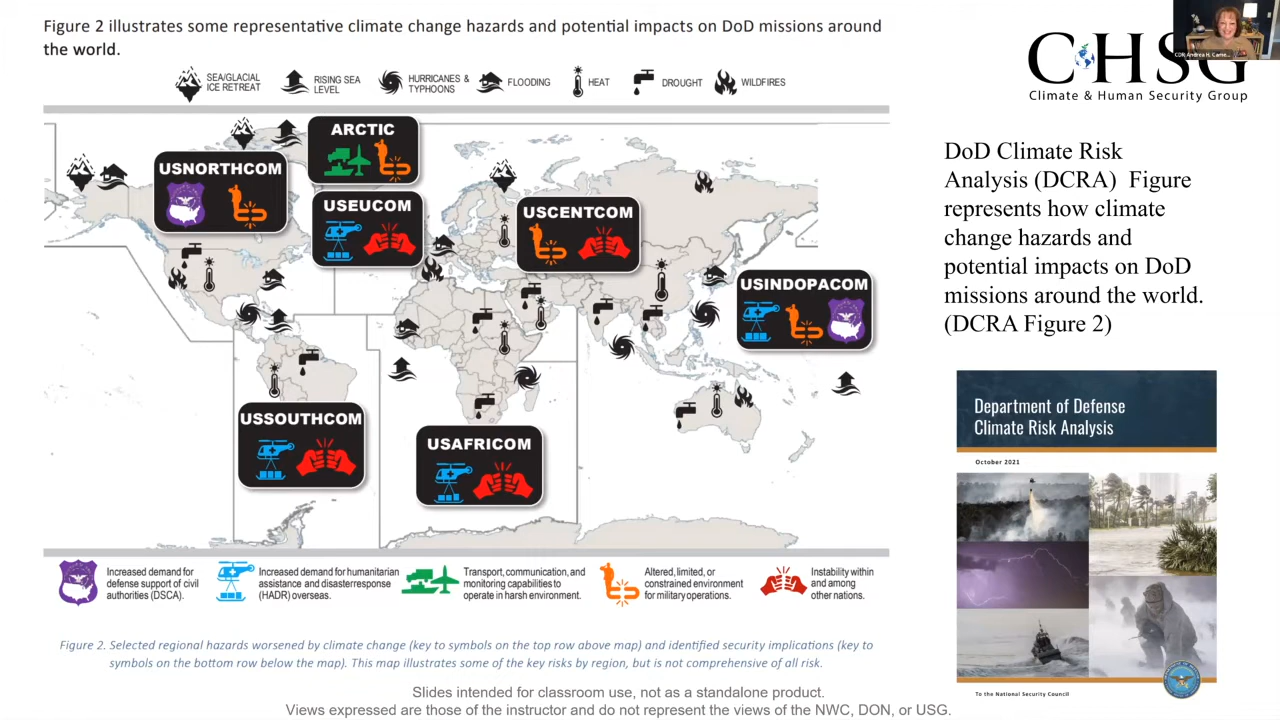 Figure 2 illustrates some representative climate change hazards and potential impacts on DoD missions around
the world.
SEA/GLACIAL
ICE RETREAT
RISING SEA
LEVEL
HURRICANES &
TYPHOONS
FLOODING
HEAT
DROUGHT
WILDFIRES
ARCTIC
USNORTHCOM
USEUCOM
USCENTCOM
USINDOPACOM
USSOUTHCOM
USAFRICOM
Increased demand for
defense support of civil
authorities (DSCA).
Increased demand for humanitarian
assistance and disasterresponse
(HADR) overseas.
Transport, communication, and
monitoring capabilities to
operate in harsh environment.
Altered, limited, or
constrained environment
for military operations.
Instability within
and among
other nations.
Figure 2. Selected regional hazards worsened by climate change (key to symbols on the top row above map) and identified security implications (key to
symbols on the bottom row below the map). This map illustrates some of the key risks by region, but is not comprehensive of all risk.
Slides intended for classroom use, not as a standalone product.
Views expressed are those of the instructor and do not represent the views of the NWC, DON, or USG.
CHSG
Climate & Human Security Group
CDR Andrea H. Came...
DoD Climate Risk
Analysis (DCRA) Figure
represents how climate
change hazards and
potential impacts on DoD
missions around the world.
(DCRA Figure 2)
Department of Defense
Climate Risk Analysis
October 2021
To the National Security Council